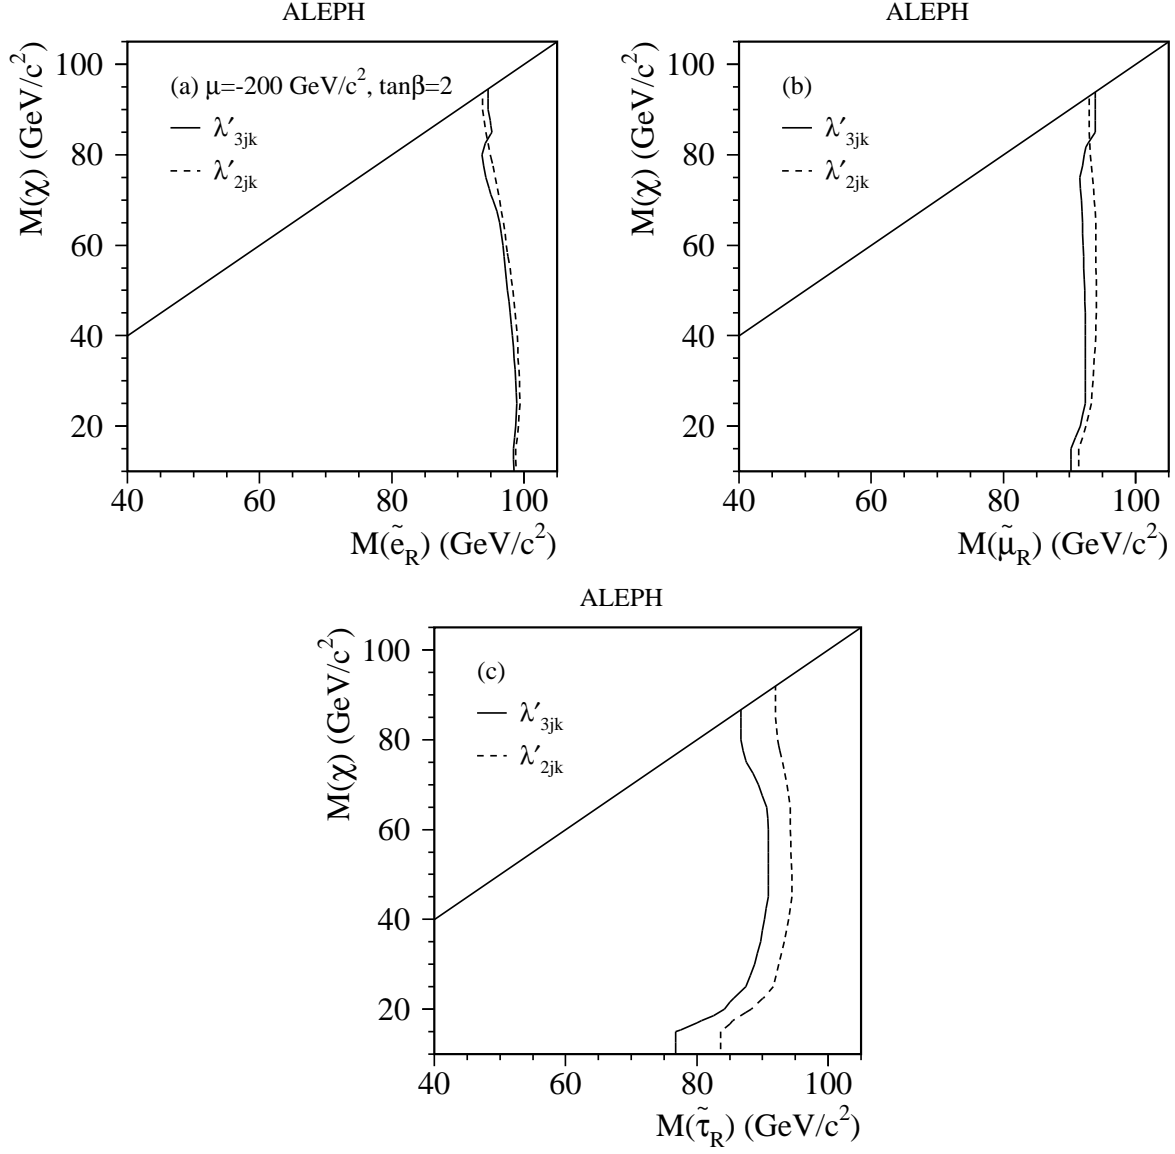 ALEPH
M(χ) (GeV/c²)
100
80
60
40
20
(a) μ=-200 GeV/c², tanβ=2
λ′3jk
λ′2jk
40 60 80 100
M(ẽR) (GeV/c²)
ALEPH
M(χ) (GeV/c²)
100
80
60
40
20
(b)
λ′3jk
λ′2jk
40 60 80 100
M(μ̃R) (GeV/c²)
ALEPH
M(χ) (GeV/c²)
100
80
60
40
20
(c)
λ′3jk
λ′2jk
40 60 80 100
M(τ̃R) (GeV/c²)